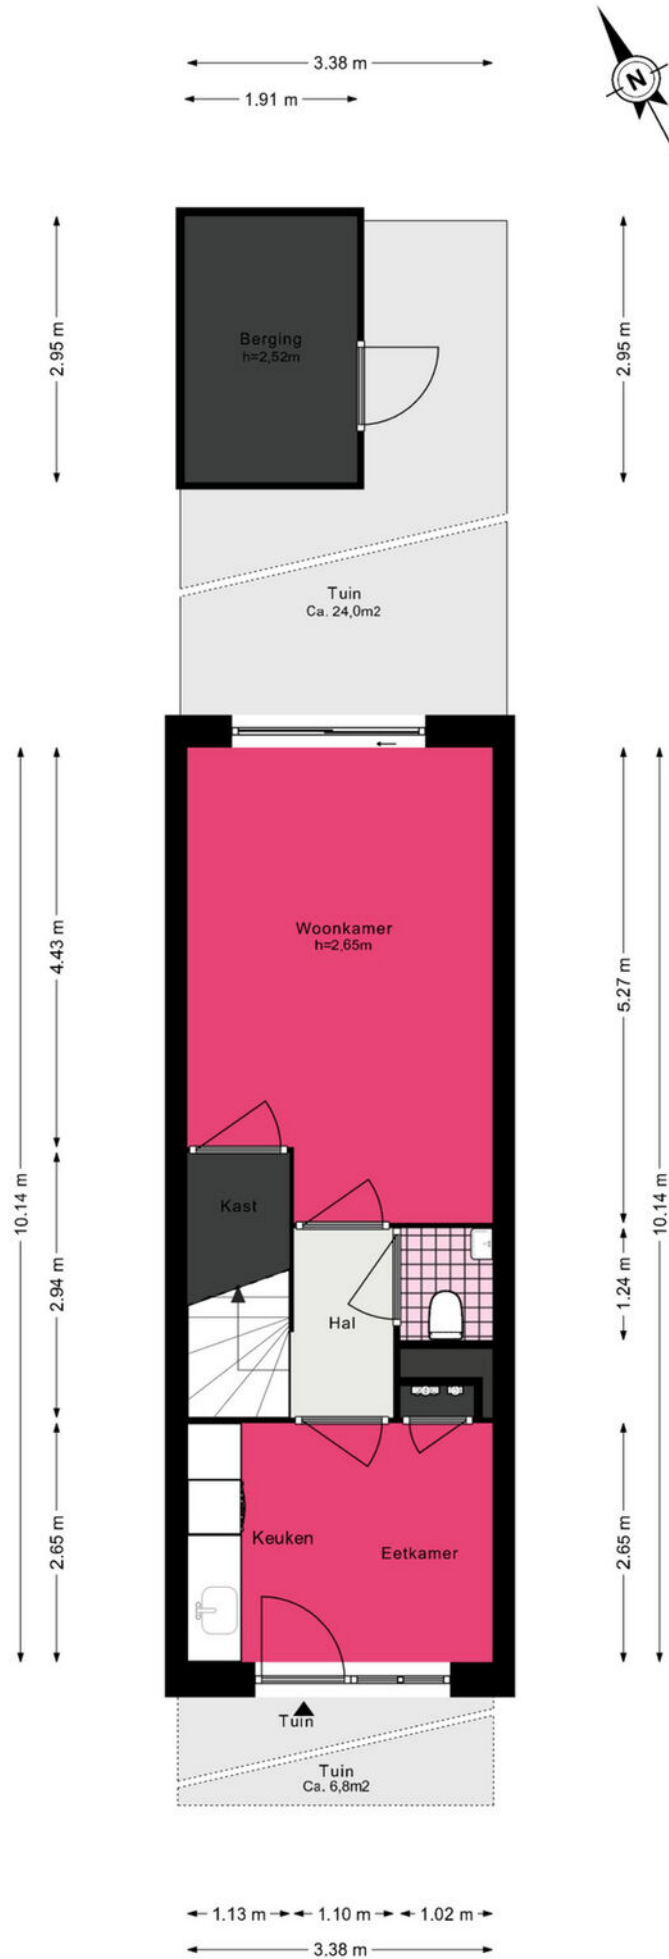 3.38 m
1.91 m
N
2.95 m
2.95 m
Berging
h=2,52m
Tuin
Ca. 24,0m2
10.14 m
4.43 m
Woonkamer
h=2,65m
5.27 m
10.14 m
Kast
2.94 m
1.24 m
Hal
2.65 m
Keuken
Eetkamer
2.65 m
Tuin
Tuin
Ca. 6,8m2
1.13 m
1.10 m
1.02 m
3.38 m